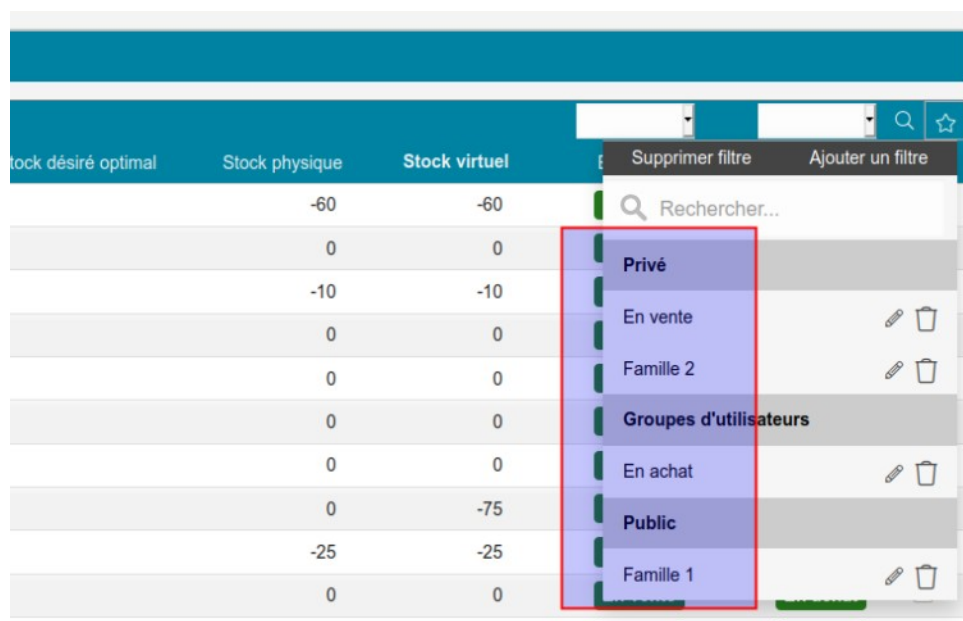 tock désiré optimal Stock physique Stock virtuel E
Supprimer filtre Ajouter un filtre
Rechercher...
-60 -60
0 0
-10 -10
0 0
0 0
0 0
0 0
0 -75
-25 -25
0 0
Privé
En vente
Famille 2
Groupes d'utilisateurs
En achat
Public
Famille 1